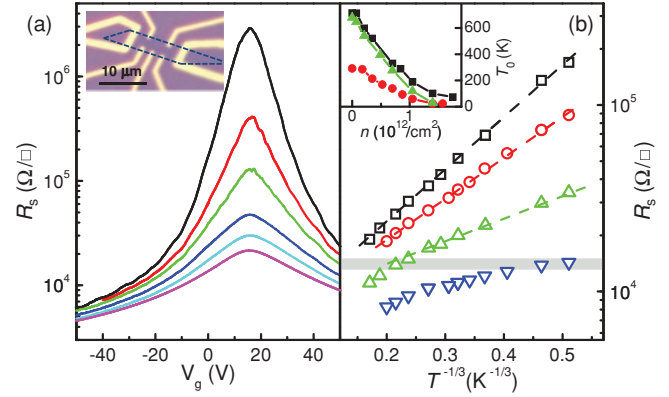 (a)
10 μm
R_s (Ω/□)
10^6
10^5
10^4
-40
-20
0
20
40
V_g (V)
(b)
600
400
200
0
T_0 (K)
0
1
n (10^12/cm^2)
10^5
10^4
R_s (Ω/□)
0.2
0.3
0.4
0.5
T^-1/3(K^-1/3)